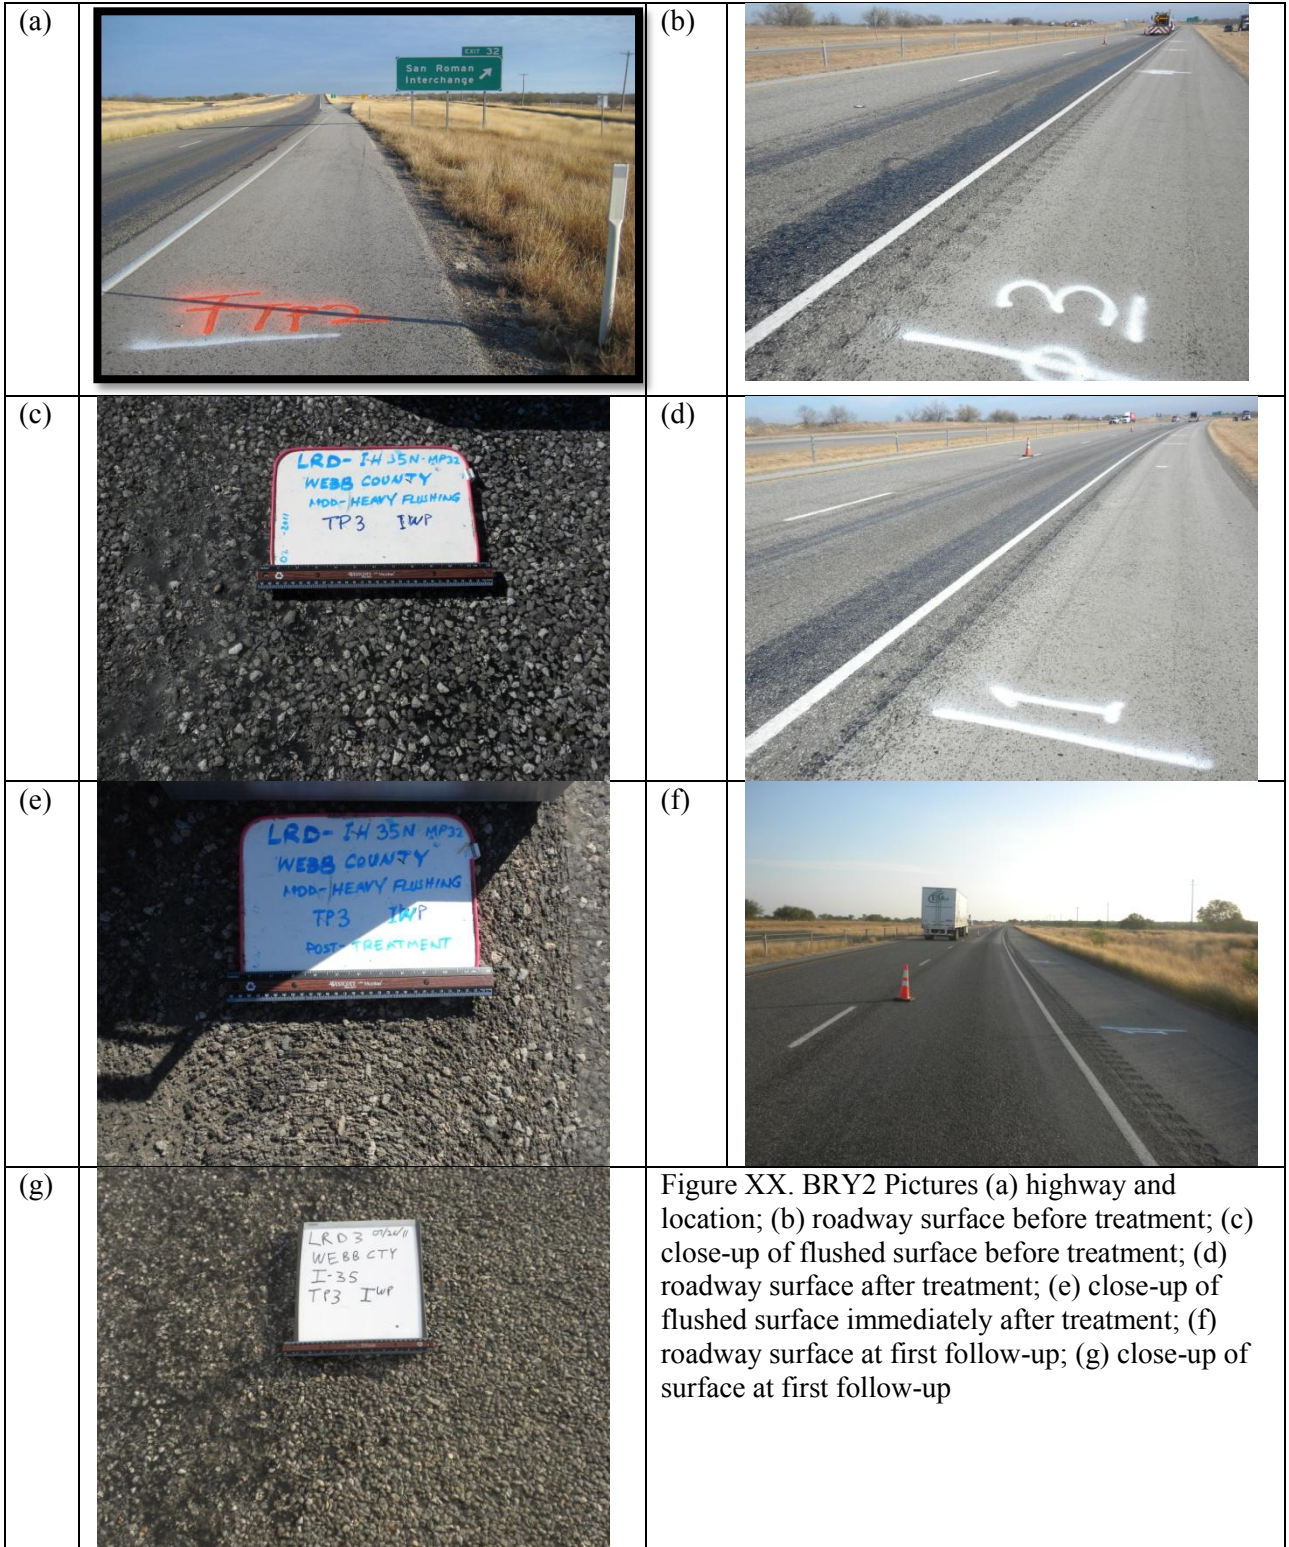 (a)
EXIT 32
San Roman
Interchange
TTP2
(b)
(c)
LRD- IH 35N-MP32
WEBB COUNTY
MOD-HEAVY FLUSHING
TP3 IWP
(d)
(e)
LRD- IH 35N MP32
WEBB COUNTY
MOD-HEAVY FLUSHING
TP3 IWP
POST-TREATMENT
(f)
(g)
LRD3
WEBB CTY
I-35
TP3 IWP
Figure XX. BRY2 Pictures (a) highway and
location; (b) roadway surface before treatment; (c)
close-up of flushed surface before treatment; (d)
roadway surface after treatment; (e) close-up of
flushed surface immediately after treatment; (f)
roadway surface at first follow-up; (g) close-up of
surface at first follow-up